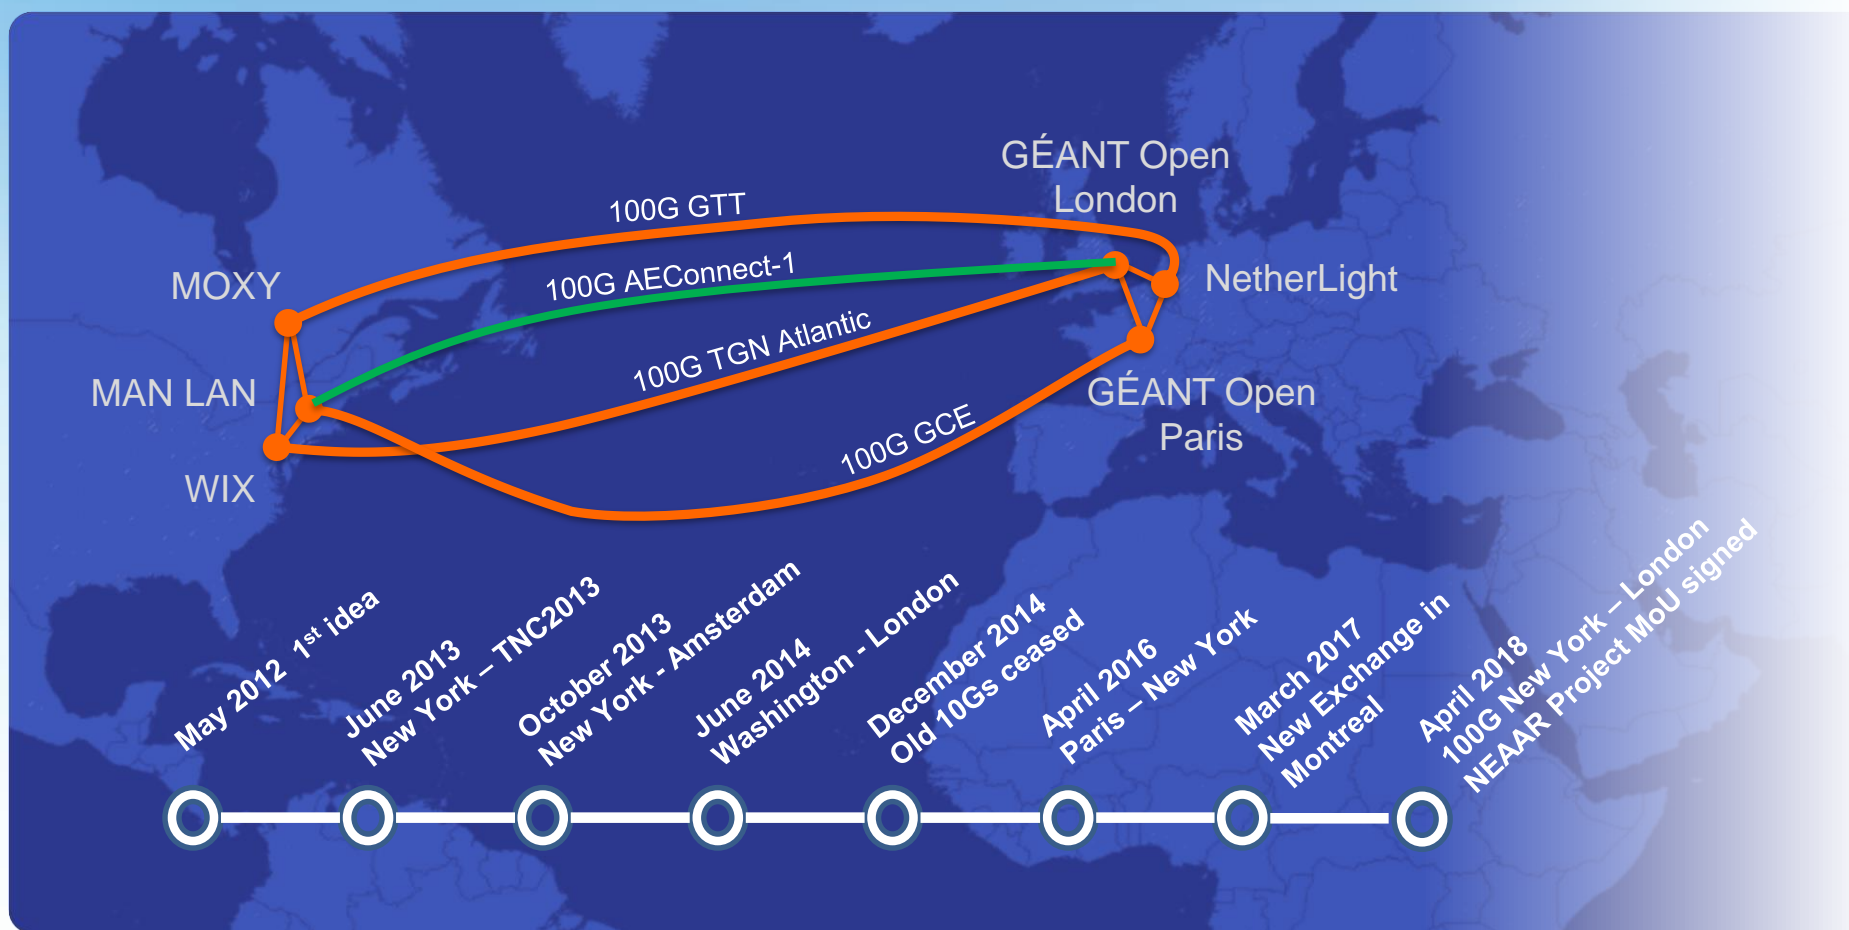 GÉANT Open
London
100G GTT
100G AEConnect-1
MOXY
NetherLight
100G TGN Atlantic
MAN LAN
GÉANT Open
Paris
100G GCE
WIX
May 2012  1st idea
June 2013
New York – TNC2013
October 2013
New York - Amsterdam
June 2014
Washington - London
December 2014
Old 10Gs ceased
April 2016
Paris – New York
March 2017
New Exchange in
Montreal
April 2018
100G New York – London
NEAAR Project MoU signed